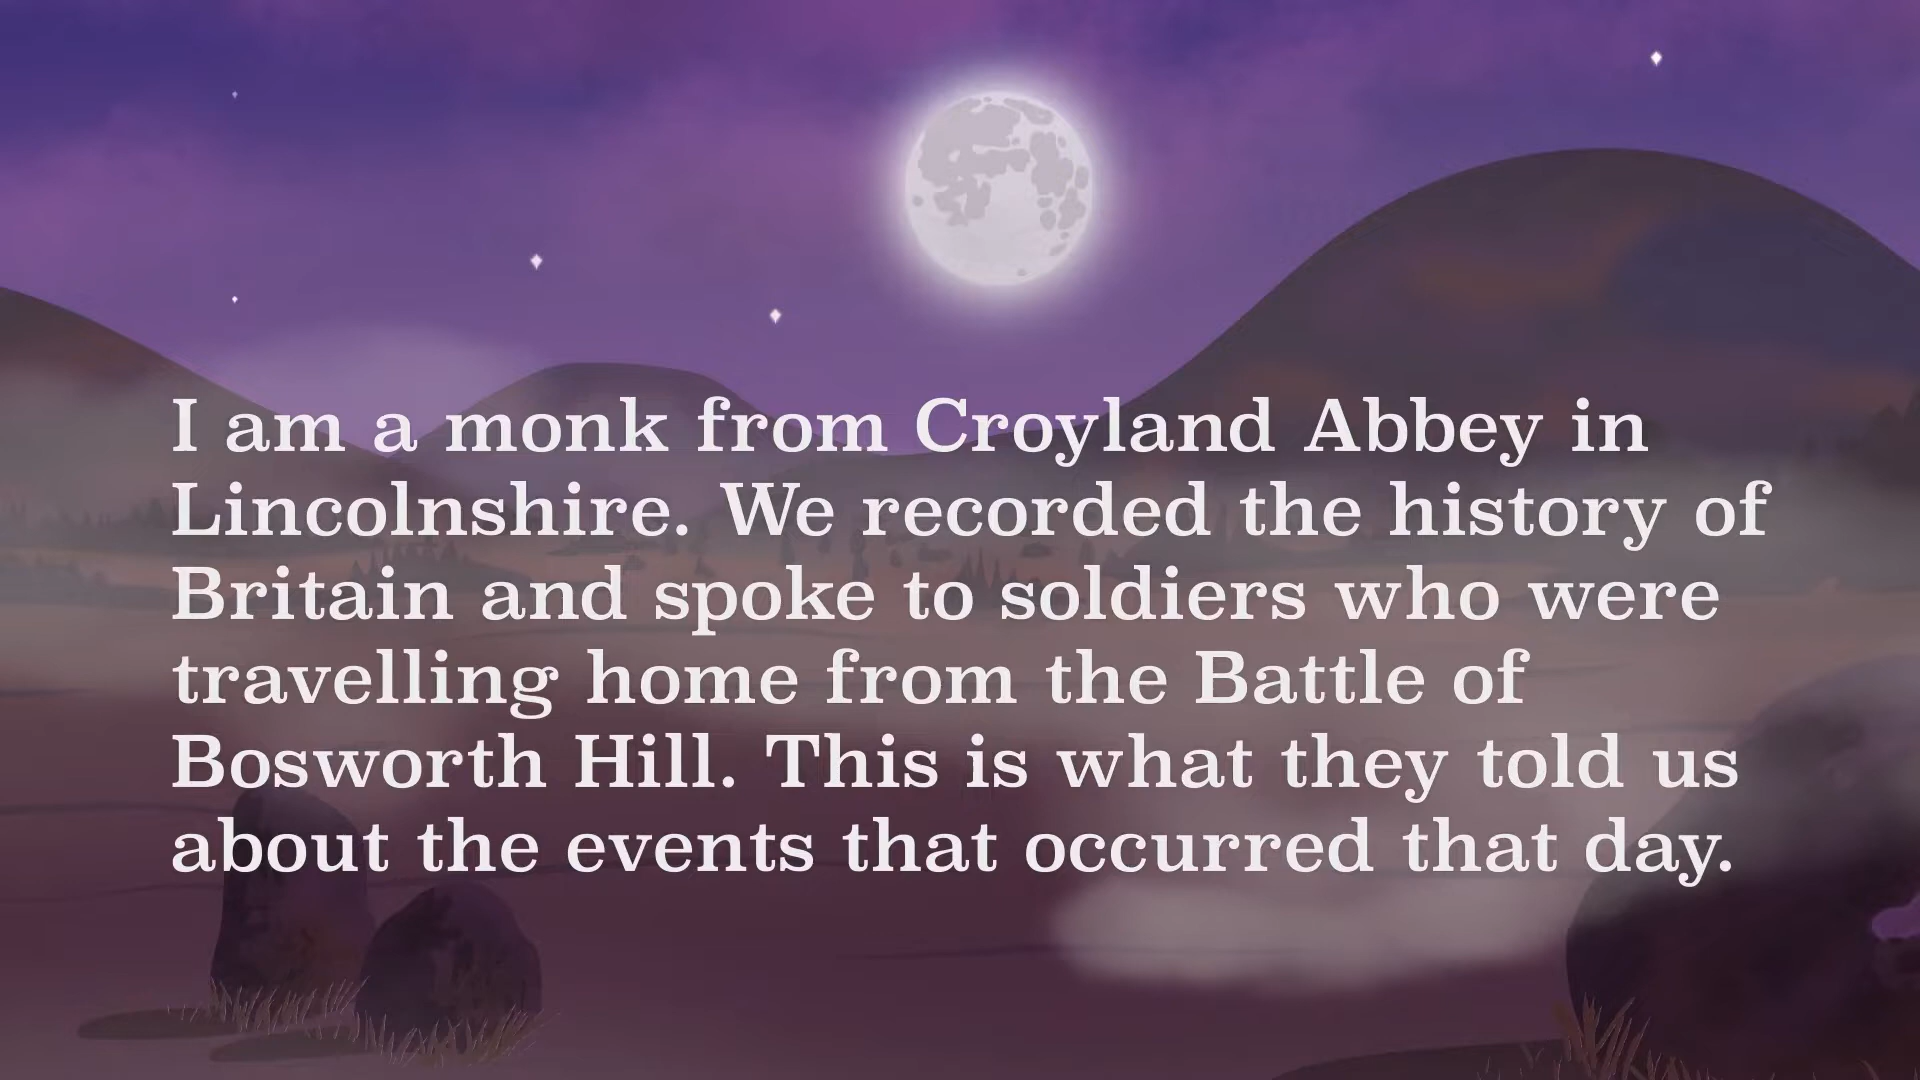 I am a monk from Croyland Abbey in
Lincolnshire. We recorded the history of
Britain and spoke to soldiers who were
travelling home from the Battle of
Bosworth Hill. This is what they told us
about the events that occurred that day.